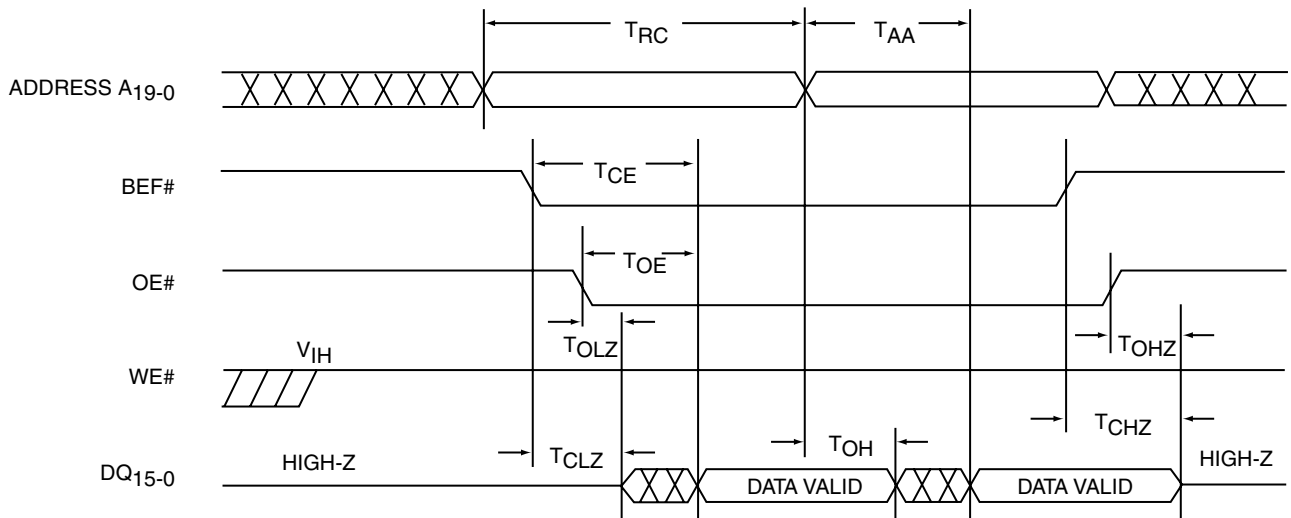 TRC TAA
ADDRESS A19-0
TCE
BEF#
TOE
OE#
TOLZ TOHZ
VIH
WE#
TCHZ
TCLZ TOH
HIGH-Z HIGH-Z
DQ15-0 DATA VALID DATA VALID